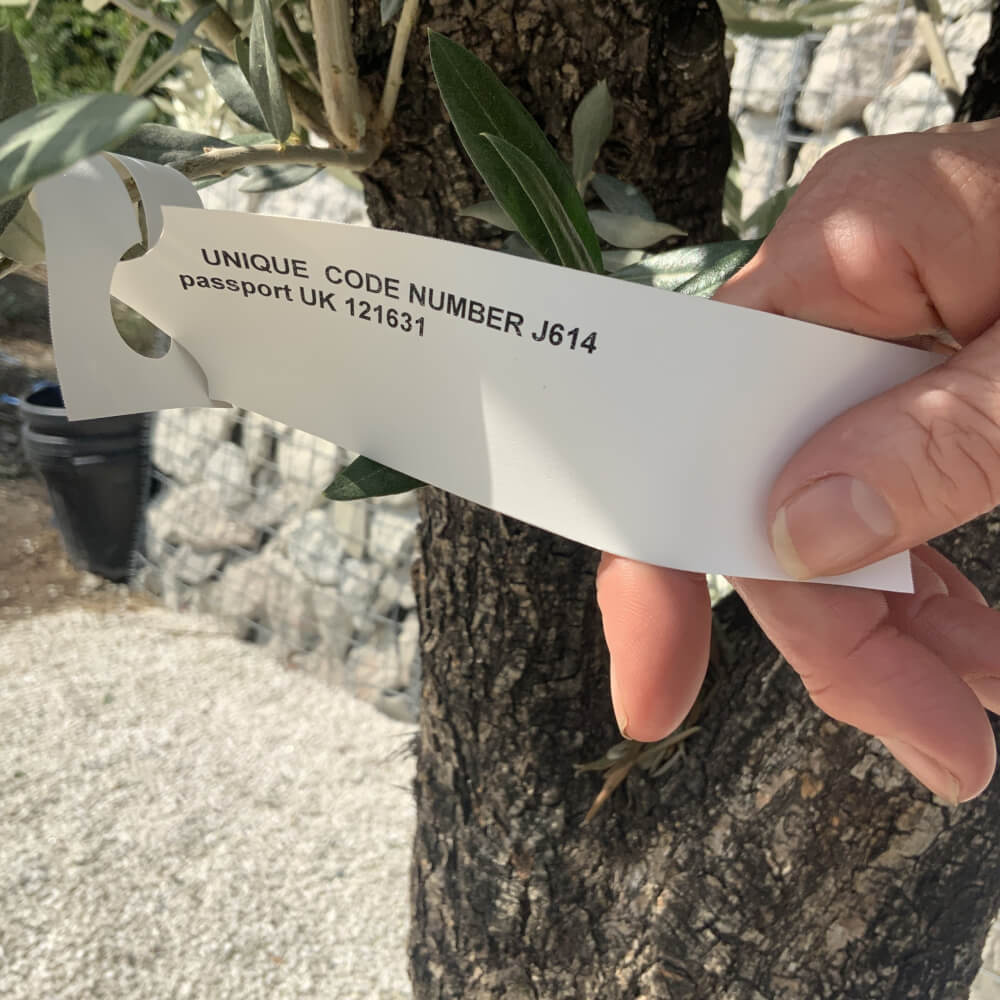 UNIQUE CODE NUMBER J614
passport UK 121631